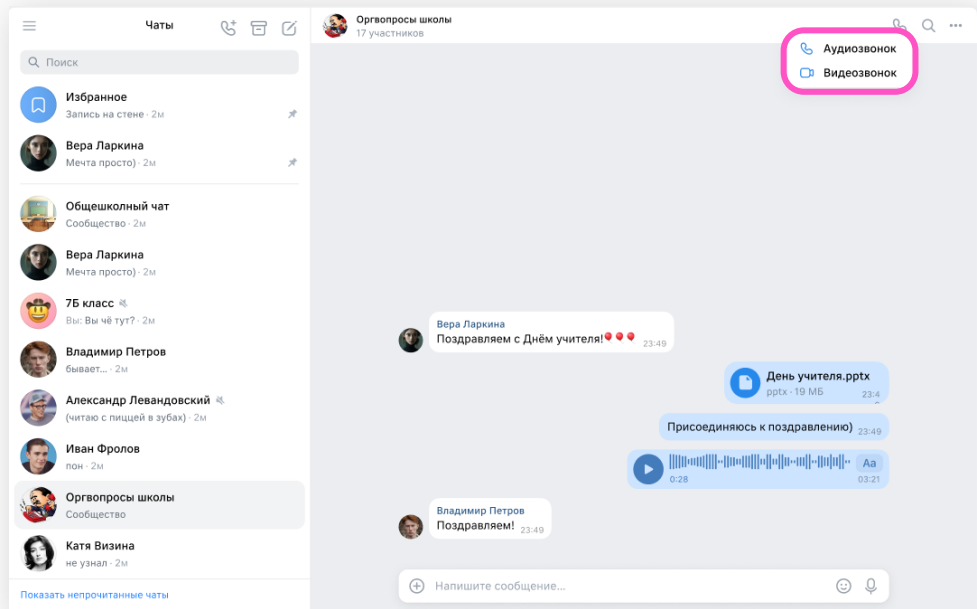 Чаты
Поиск
Избранное
Запись на стене · 2м
Вера Ларкина
Мечта просто) · 2м
Общешкольный чат
Сообщество · 2м
Вера Ларкина
Мечта просто) · 2м
7Б класс
Вы: Вы чё тут? · 2м
Владимир Петров
бывает... · 2м
Александр Левандовский
(читаю с пиццей в зубах) · 2м
Иван Фролов
пон · 2м
Оргвопросы школы
Сообщество
Катя Визина
не узнал · 2м
Показать непрочитанные чаты
Оргвопросы школы
17 участников
Аудиозвонок
Видеозвонок
Вера Ларкина
Поздравляем с Днём учителя!🎈🎈🎈 23:49
День учителя.pptx
pptx · 19 МБ 23:4
Присоединяюсь к поздравлению) 23:49
Aa
0:28 03:21
Владимир Петров
Поздравляем! 23:49
Напишите сообщение...